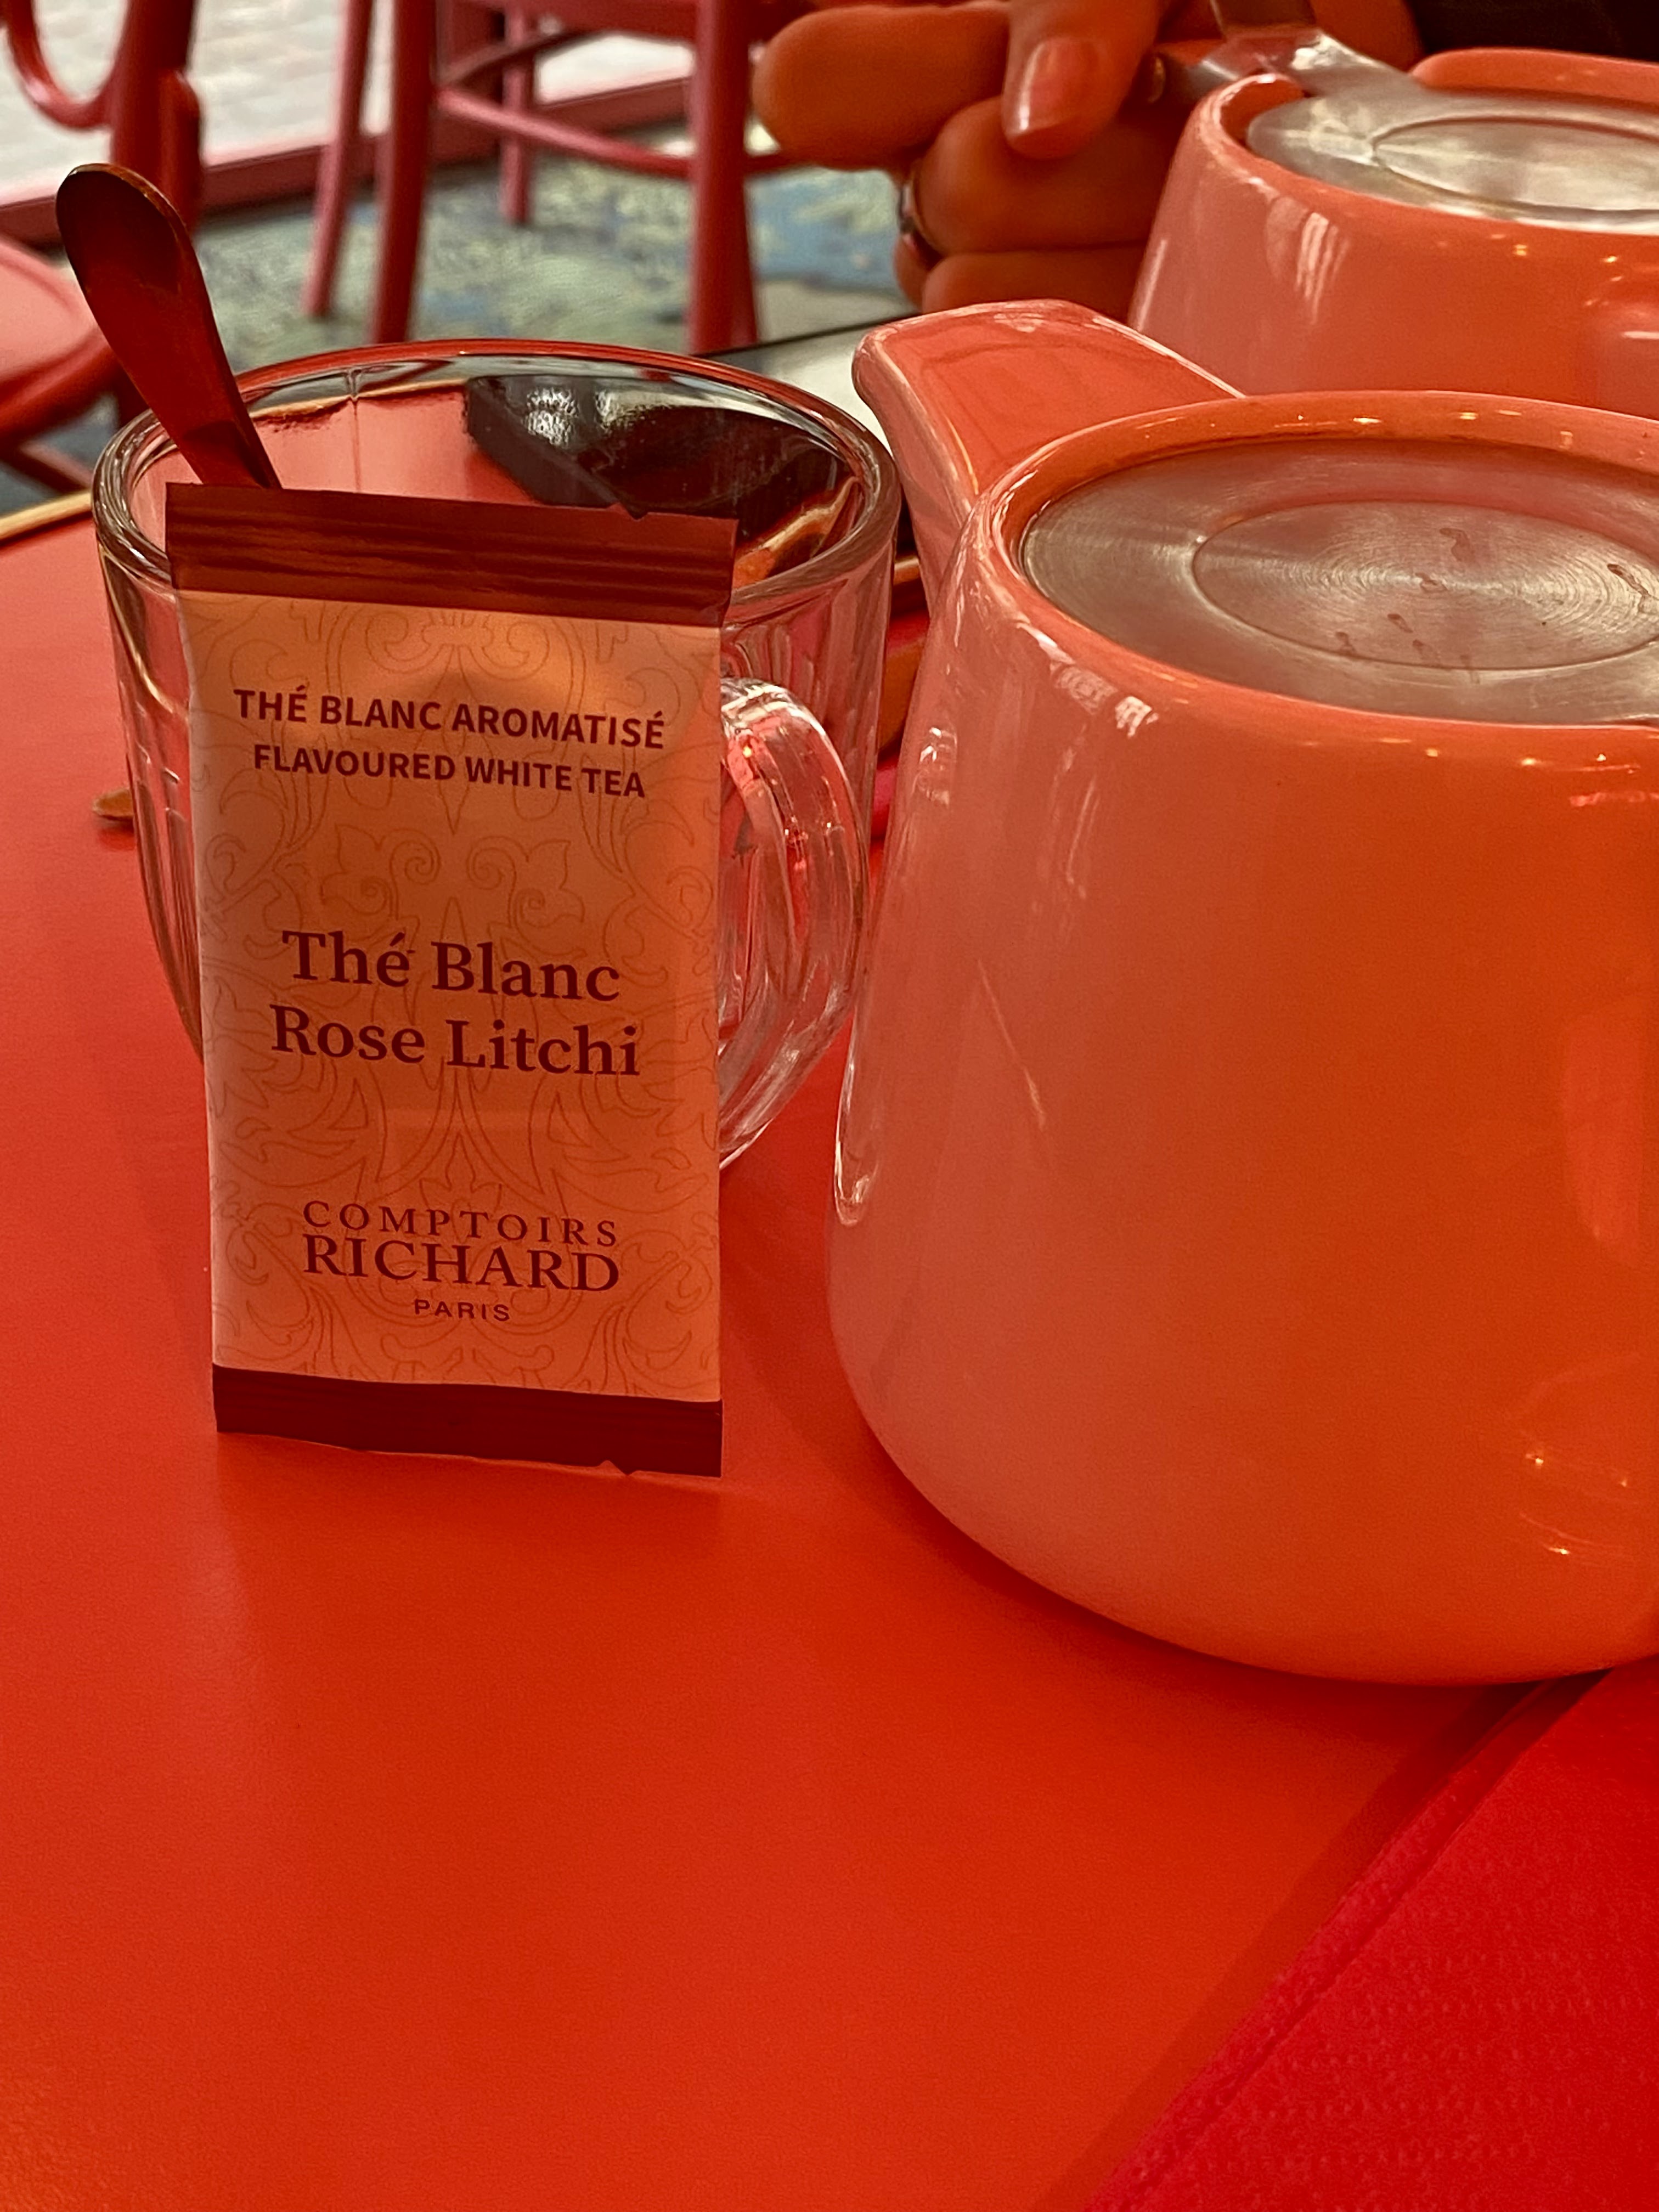 THÉ BLANC AROMATISÉ
FLAVOURED WHITE TEA
Thé Blanc
Rose Litchi
COMPTOIRS
RICHARD
PARIS